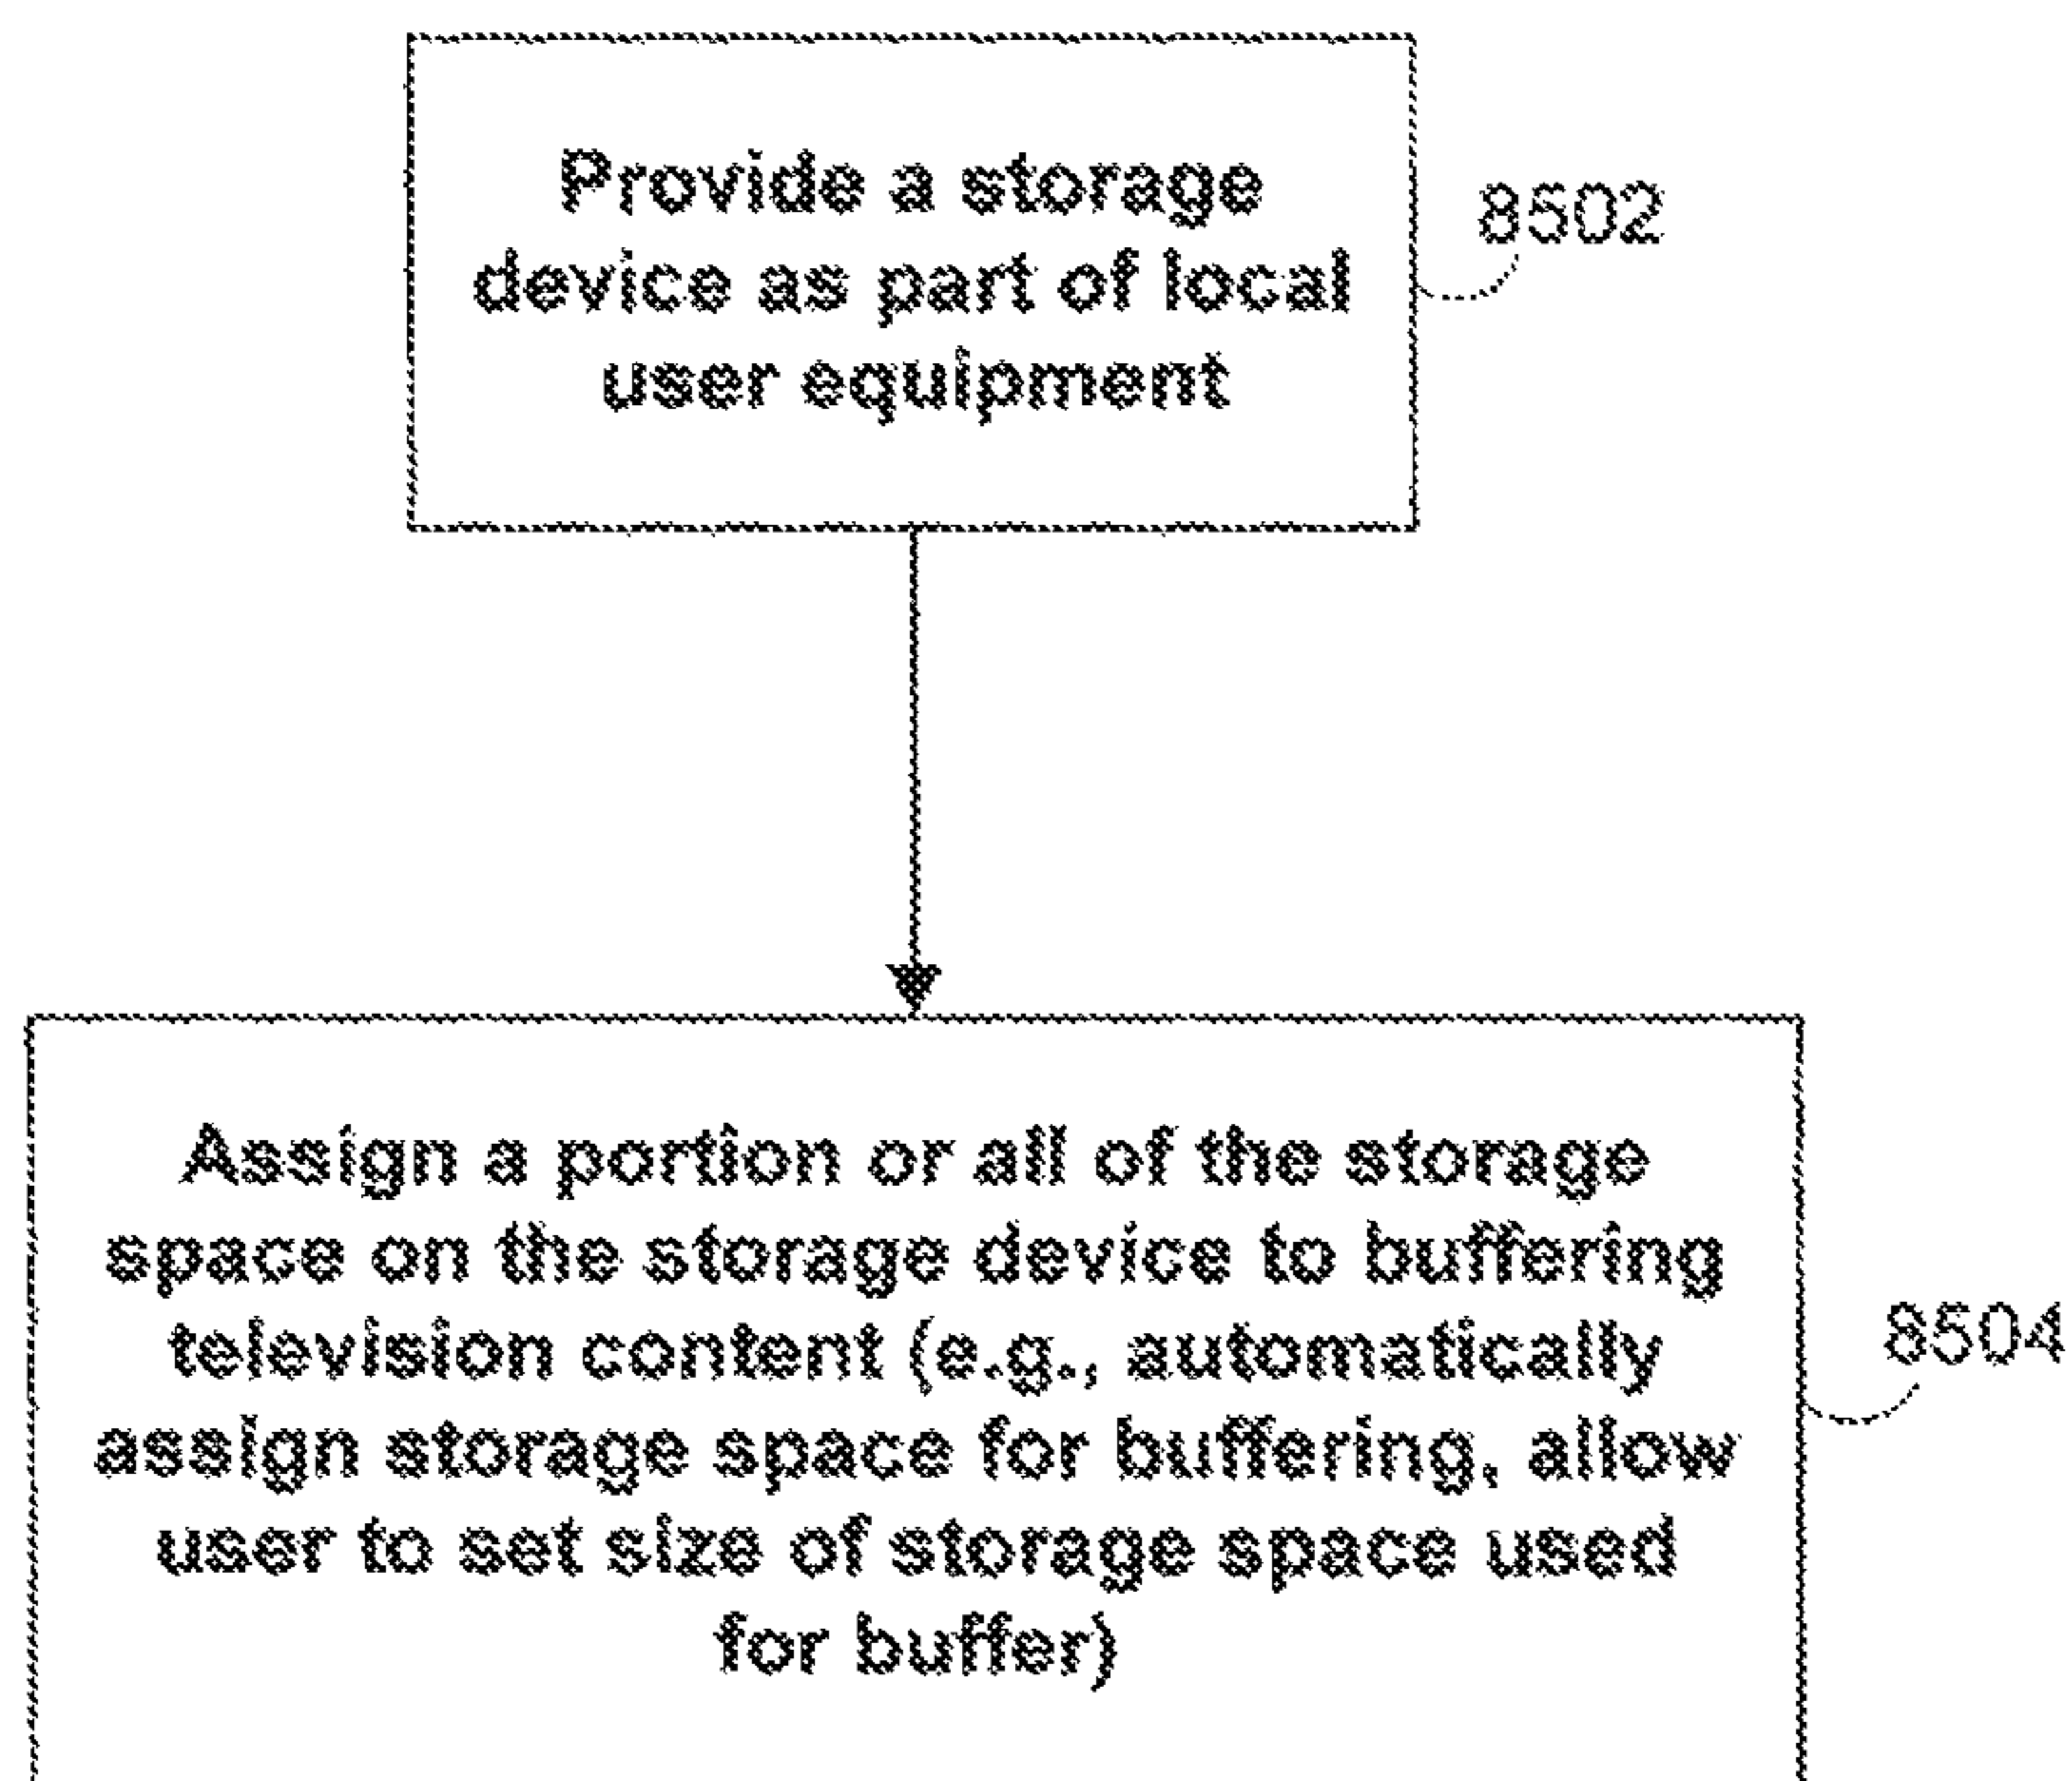 Provide a storage
device as part of local
user equipment
8502
Assign a portion or all of the storage
space on the storage device to buffering
television content (e.g., automatically
assign storage space for buffering, allow
user to set size of storage space used
for buffer)
8504